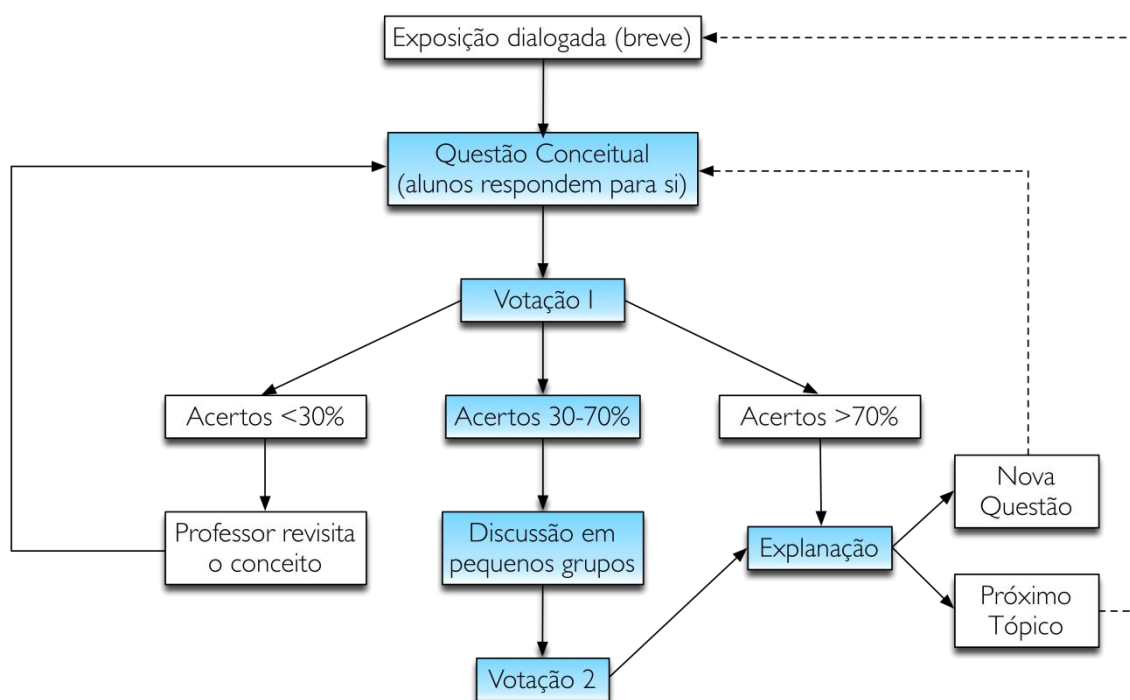 Exposição dialogada (breve)
Questão Conceitual
(alunos respondem para si)
Votação I
Acertos <30%
Acertos 30-70%
Acertos >70%
Professor revisita
o conceito
Discussão em
pequenos grupos
Explanação
Nova
Questão
Próximo
Tópico
Votação 2